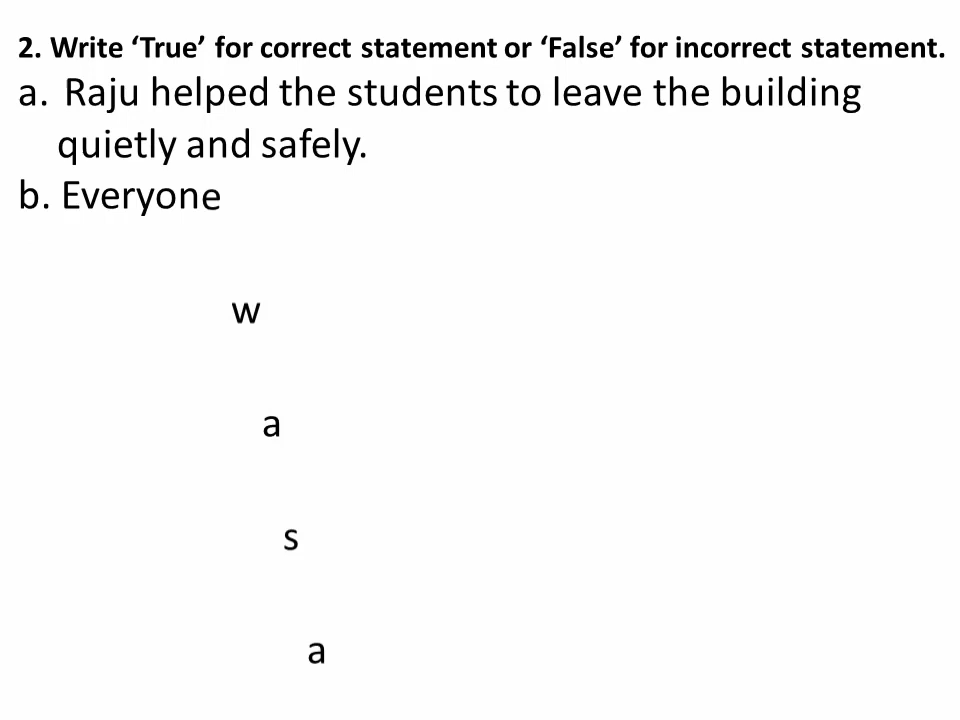 2. Write ‘True’ for correct statement or ‘False’ for incorrect statement.
a. Raju helped the students to leave the building
quietly and safely.
b. Everyone
w
a
s
a